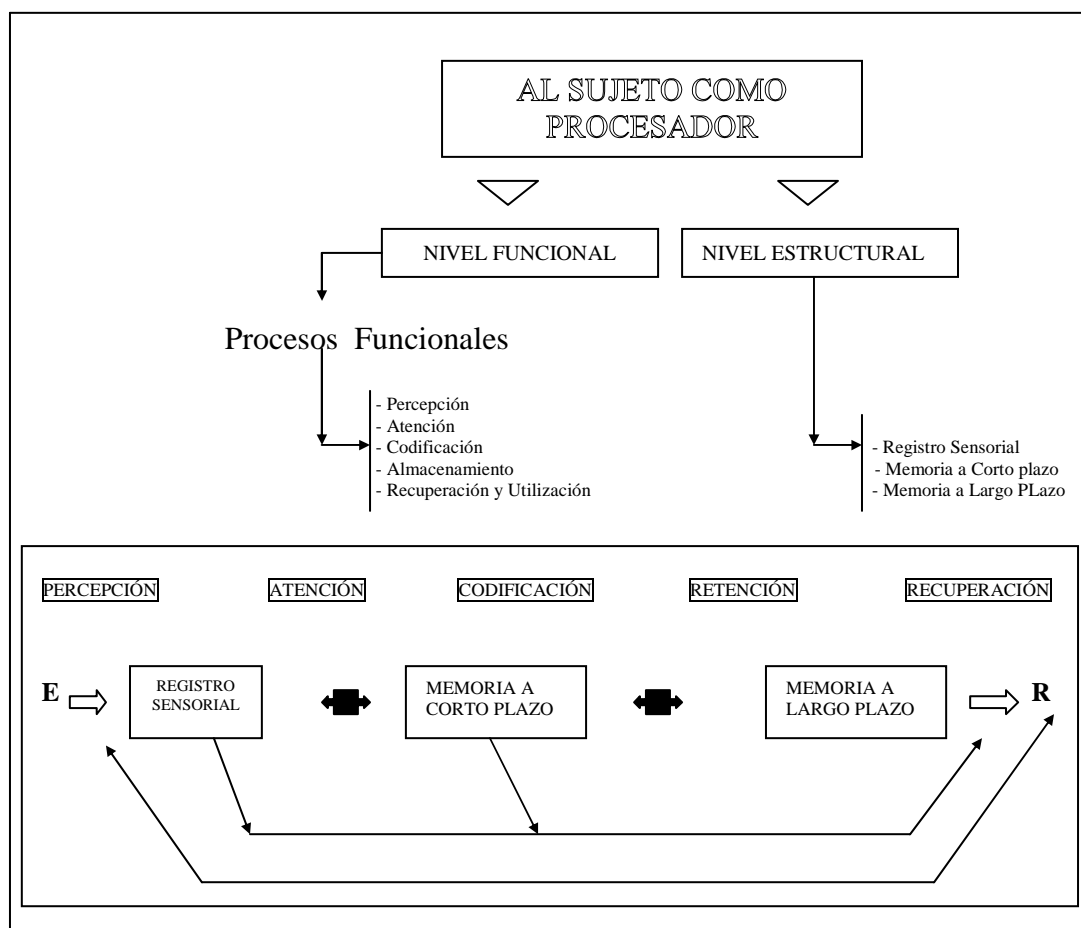 AL SUJETO COMO
PROCESADOR
NIVEL FUNCIONAL
NIVEL ESTRUCTURAL
Procesos Funcionales
- Percepción
- Atención
- Codificación
- Almacenamiento
- Recuperación y Utilización
- Registro Sensorial
- Memoria a Corto plazo
- Memoria a Largo PLazo
PERCEPCIÓN
ATENCIÓN
CODIFICACIÓN
RETENCIÓN
RECUPERACIÓN
E
REGISTRO
SENSORIAL
MEMORIA A
CORTO PLAZO
MEMORIA A
LARGO PLAZO
R